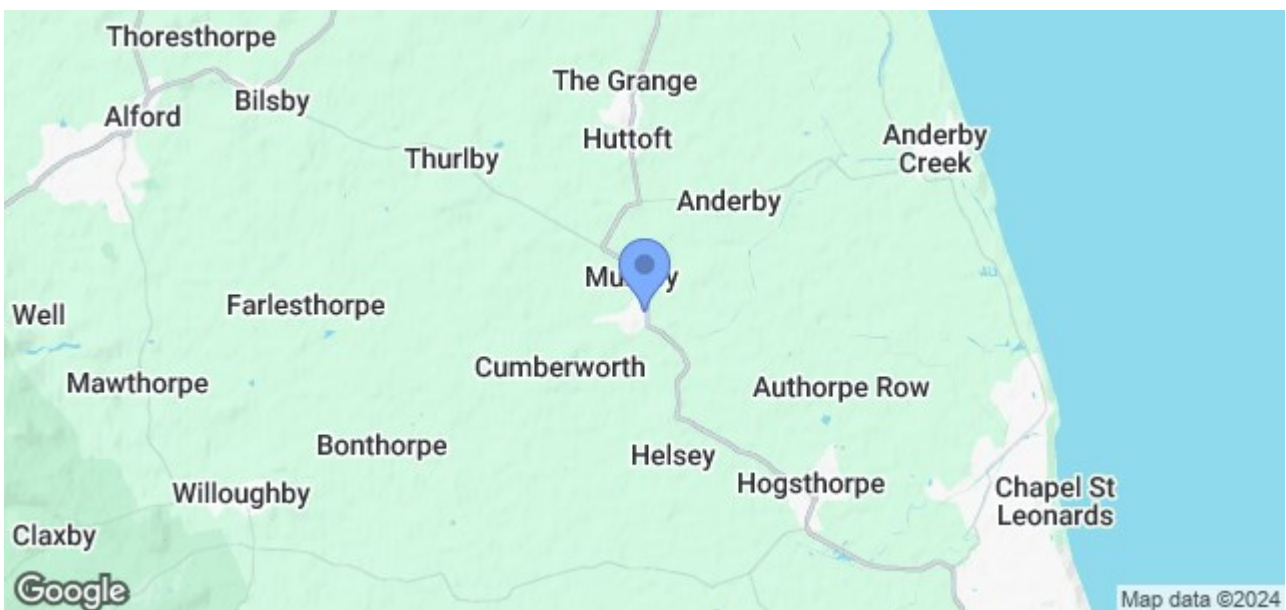 Thoresthorpe
The Grange
Bilsby
Alford
Huttoft
Anderby
Creek
Thurlby
Anderby
Farlesthorpe
Well
Cumberworth
Mawthorpe
Authorpe Row
Bonthorpe
Helsey
Hogsthorpe
Willoughby
Chapel St
Leonards
Claxby
Google
Map data ©2024